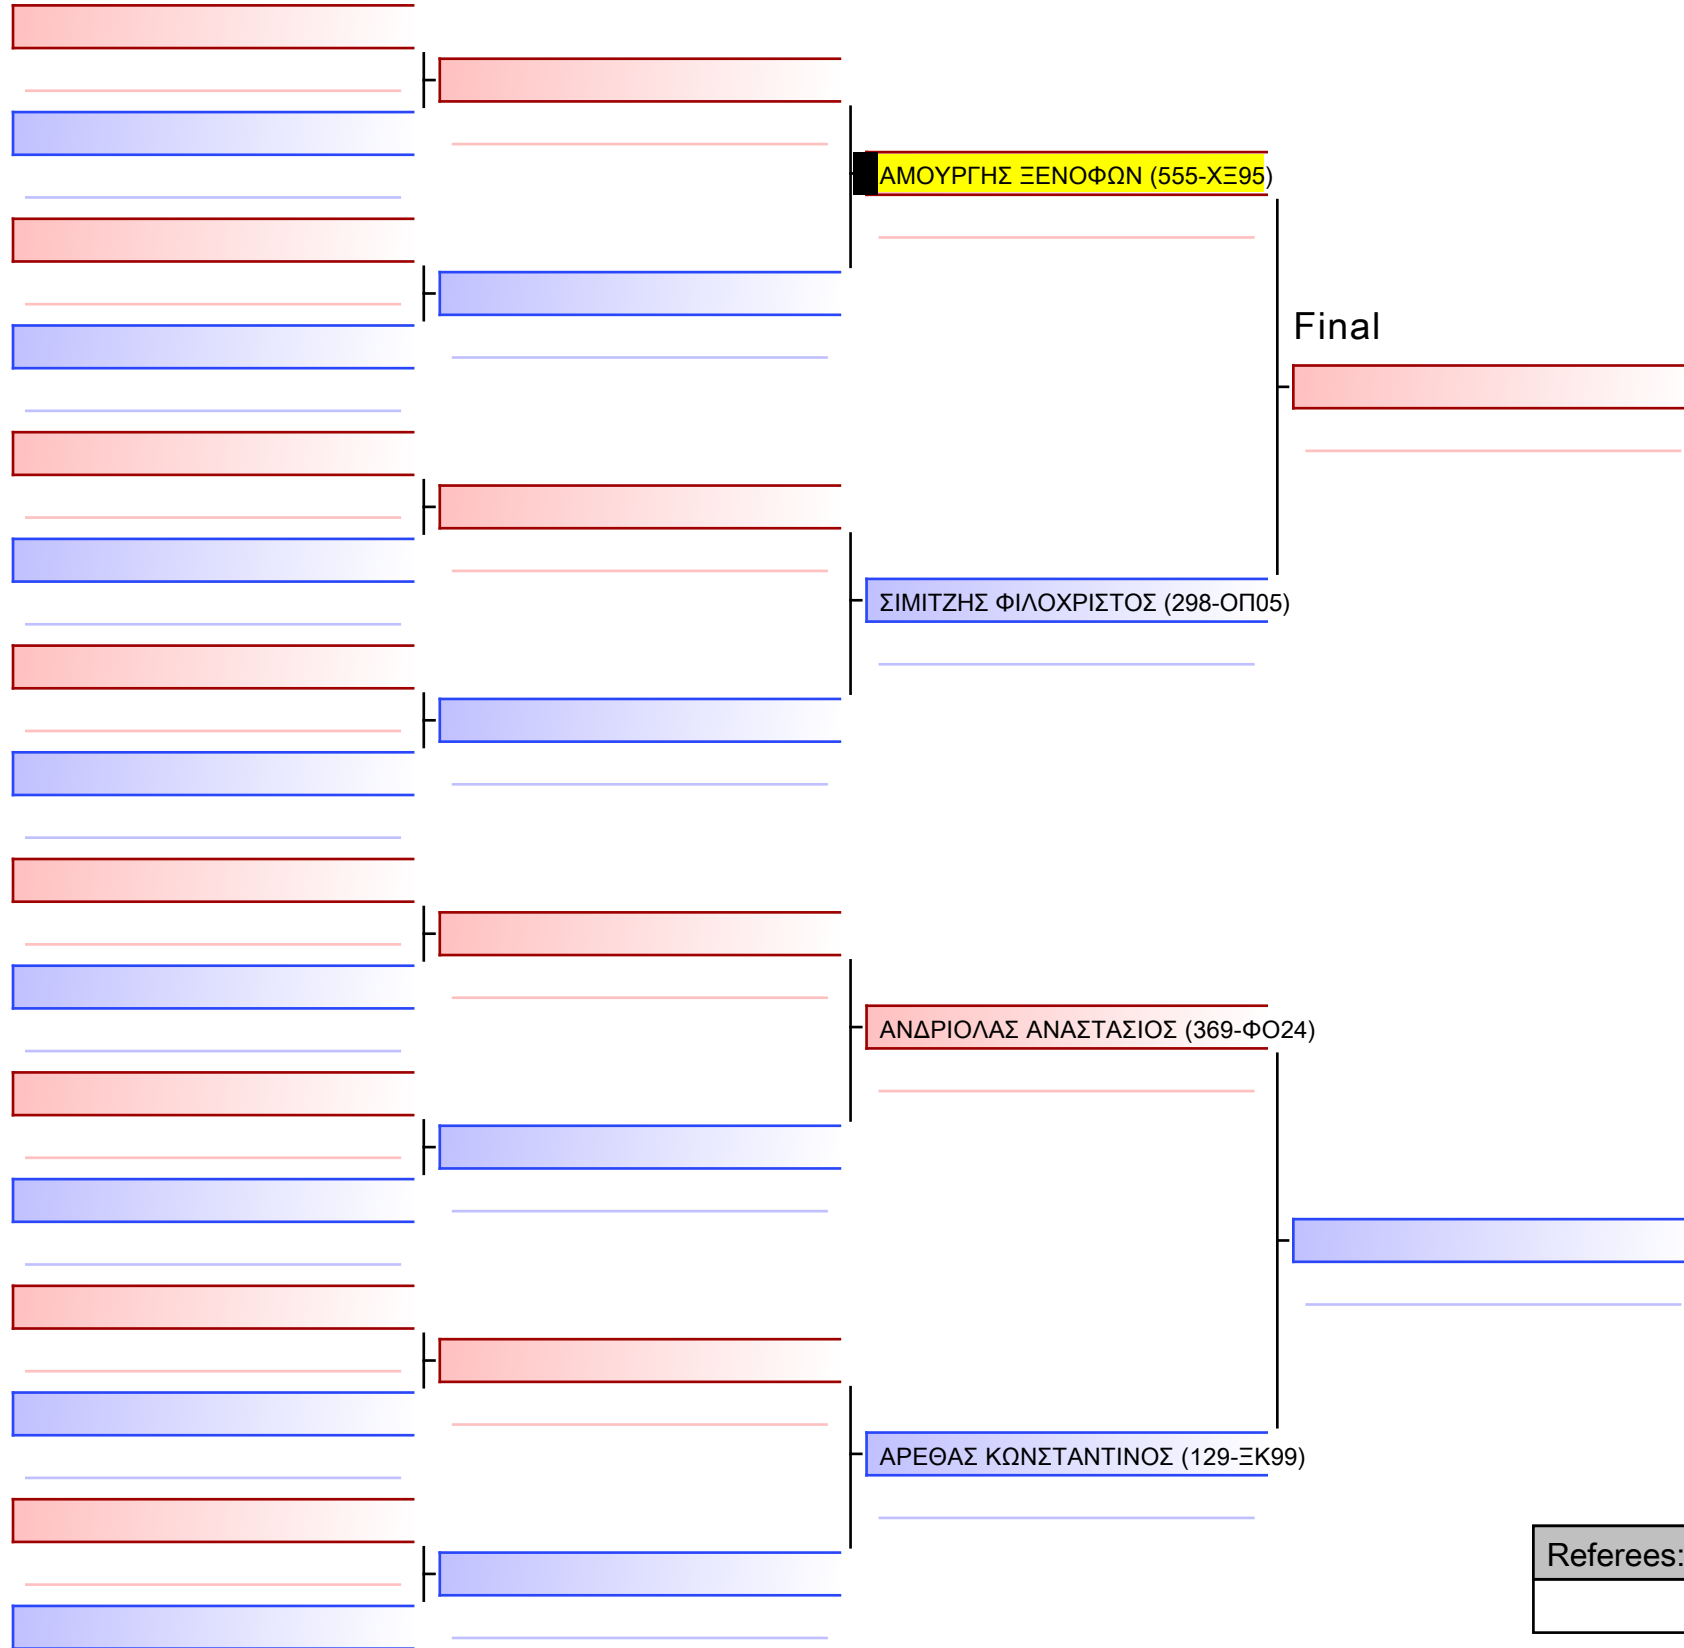 ΑΜΟΥΡΓΗΣ ΞΕΝΟΦΩΝ (555-ΧΞ95)
Final
ΣΙΜΙΤΖΗΣ ΦΙΛΟΧΡΙΣΤΟΣ (298-ΟΠ05)
ΑΝΔΡΙΟΛΑΣ ΑΝΑΣΤΑΣΙΟΣ (369-ΦΟ24)
ΑΡΕΘΑΣ ΚΩΝΣΤΑΝΤΙΝΟΣ (129-ΞΚ99)
Referees: